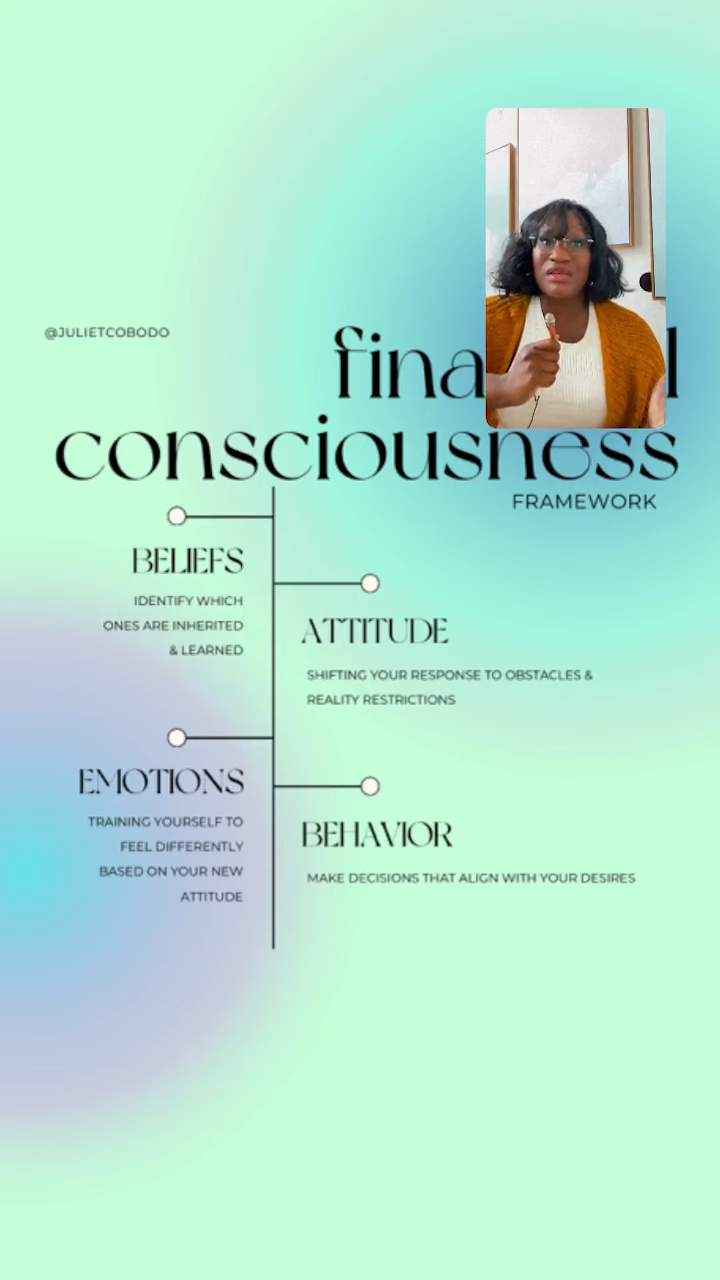 @JULIETCOBODO
consciousness
FRAMEWORK
BELIEFS
IDENTIFY WHICH
ONES ARE INHERITED
& LEARNED
ATTITUDE
SHIFTING YOUR RESPONSE TO OBSTACLES &
REALITY RESTRICTIONS
EMOTIONS
TRAINING YOURSELF TO
FEEL DIFFERENTLY
BASED ON YOUR NEW
ATTITUDE
BEHAVIOR
MAKE DECISIONS THAT ALIGN WITH YOUR DESIRES